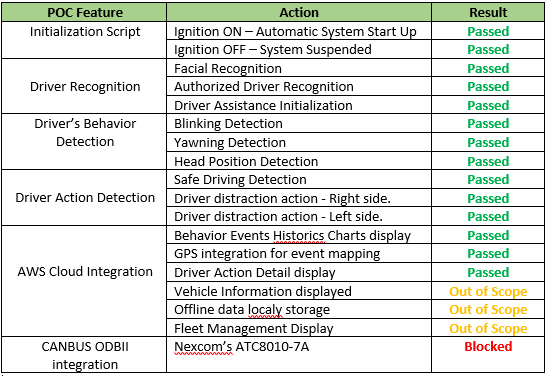 POC Feature Action Result
Initialization Script Ignition ON – Automatic System Start Up Passed
Ignition OFF – System Suspended Passed
Driver Recognition Facial Recognition Passed
Authorized Driver Recognition Passed
Driver Assistance Initialization Passed
Driver's Behavior Detection Blinking Detection Passed
Yawning Detection Passed
Head Position Detection Passed
Driver Action Detection Safe Driving Detection Passed
Driver distraction action - Right side. Passed
Driver distraction action - Left side. Passed
AWS Cloud Integration Behavior Events Historics Charts display Passed
GPS integration for event mapping Passed
Driver Action Detail display Passed
Vehicle Information displayed Out of Scope
Offline data localy storage Out of Scope
Fleet Management Display Out of Scope
CANBUS ODBII integration Nexcom's ATC8010-7A Blocked